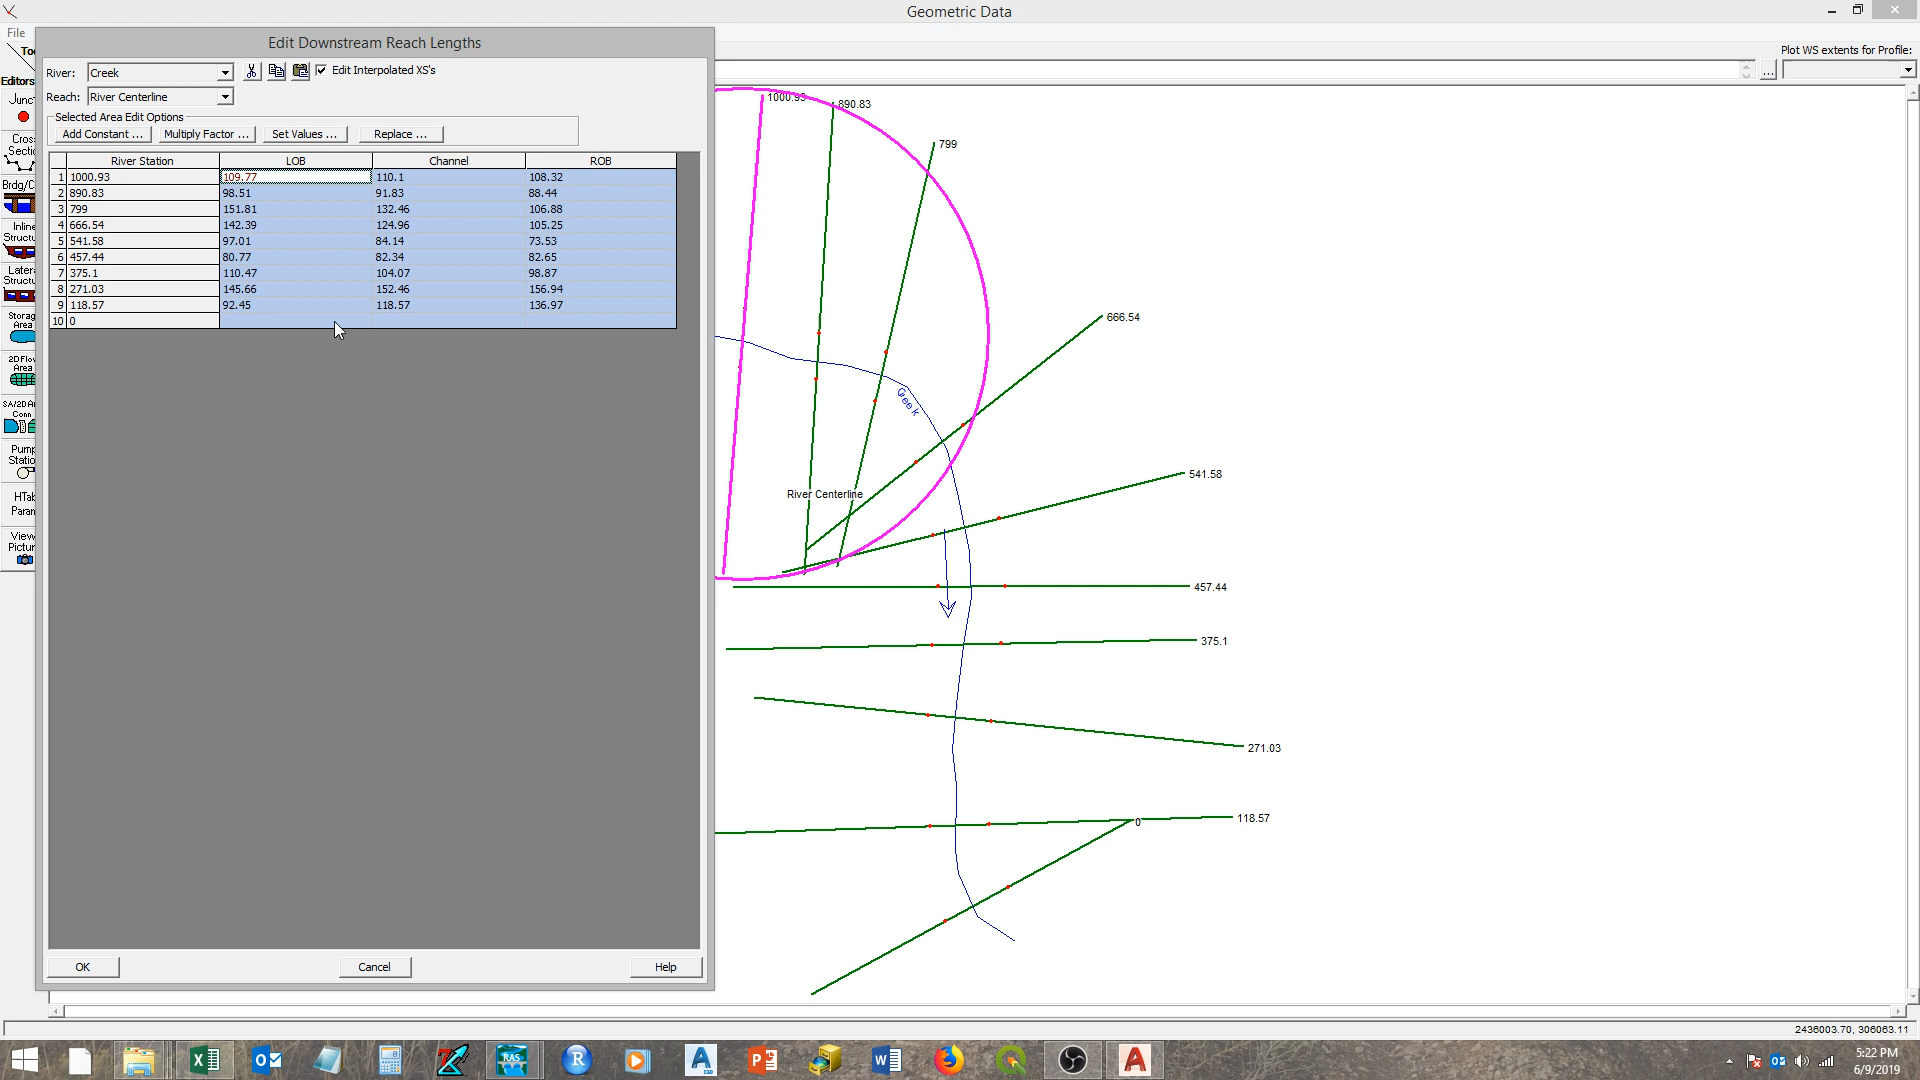 Geometric Data
File
Edit Downstream Reach Lengths
Plot WS extents for Profile:
River: Creek Edit Interpolated XS's
Reach: River Centerline
...
Selected Area Edit Options
Add Constant ... Multiply Factor ... Set Values ... Replace ...
River Station LOB Channel ROB
1 1000.93 109.77 110.1 108.32
2 890.83 98.51 91.83 88.44
3 799 151.81 132.46 106.88
4 666.54 142.39 124.96 105.25
5 541.58 97.01 84.14 73.53
6 457.44 80.77 82.34 82.65
7 375.1 110.47 104.07 98.87
8 271.03 145.66 152.46 156.94
9 118.57 92.45 118.57 136.97
10 0
OK Cancel Help
Editors
1000.93
890.83
799
666.54
Creek
541.58
River Centerline
457.44
375.1
271.03
118.57
0
2436003.70, 306063.11
RAS
R
5:22 PM
6/9/2019